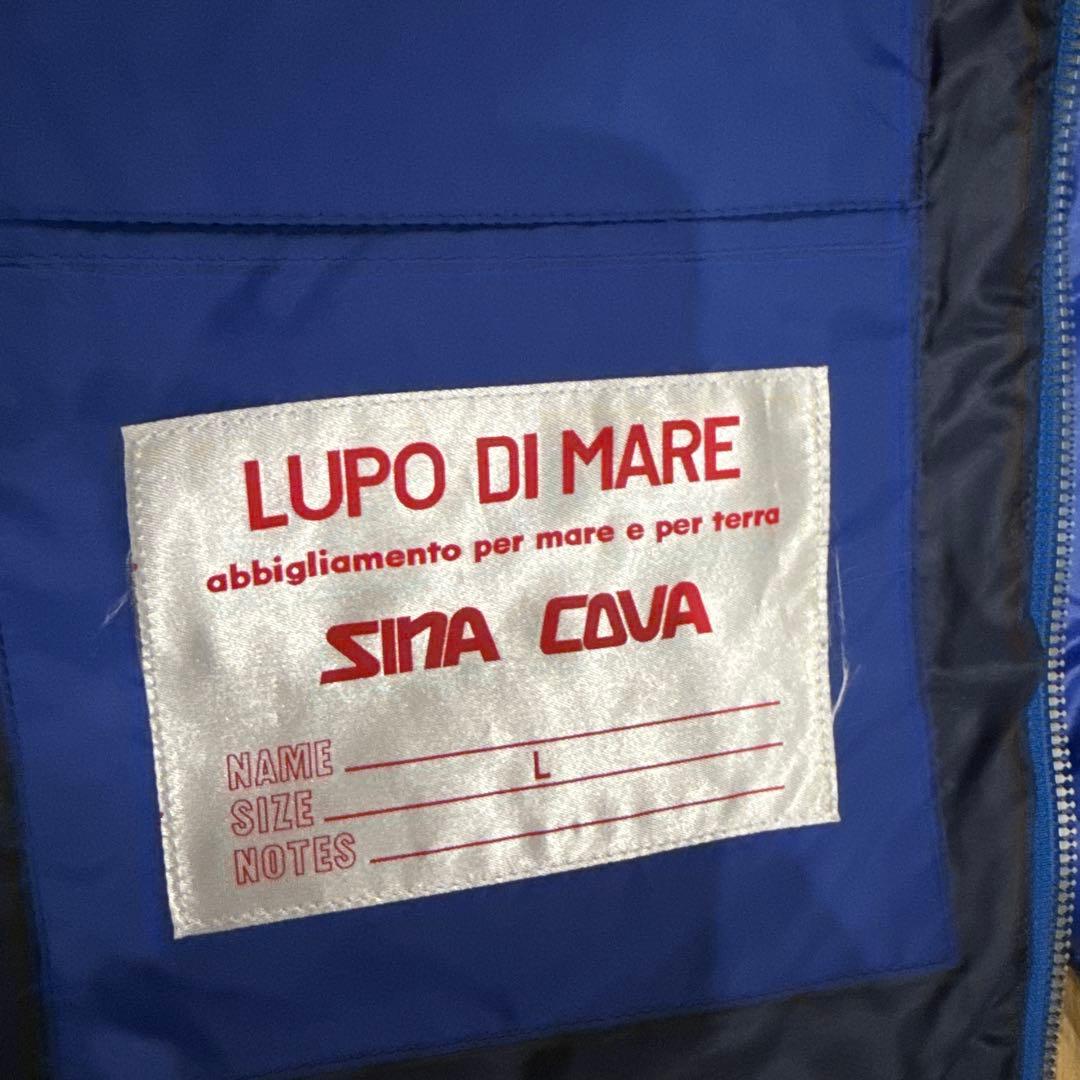 LUPO DI MARE
abbigliamento per mare e per terra
SINA COVA
NAME
SIZE L
NOTES